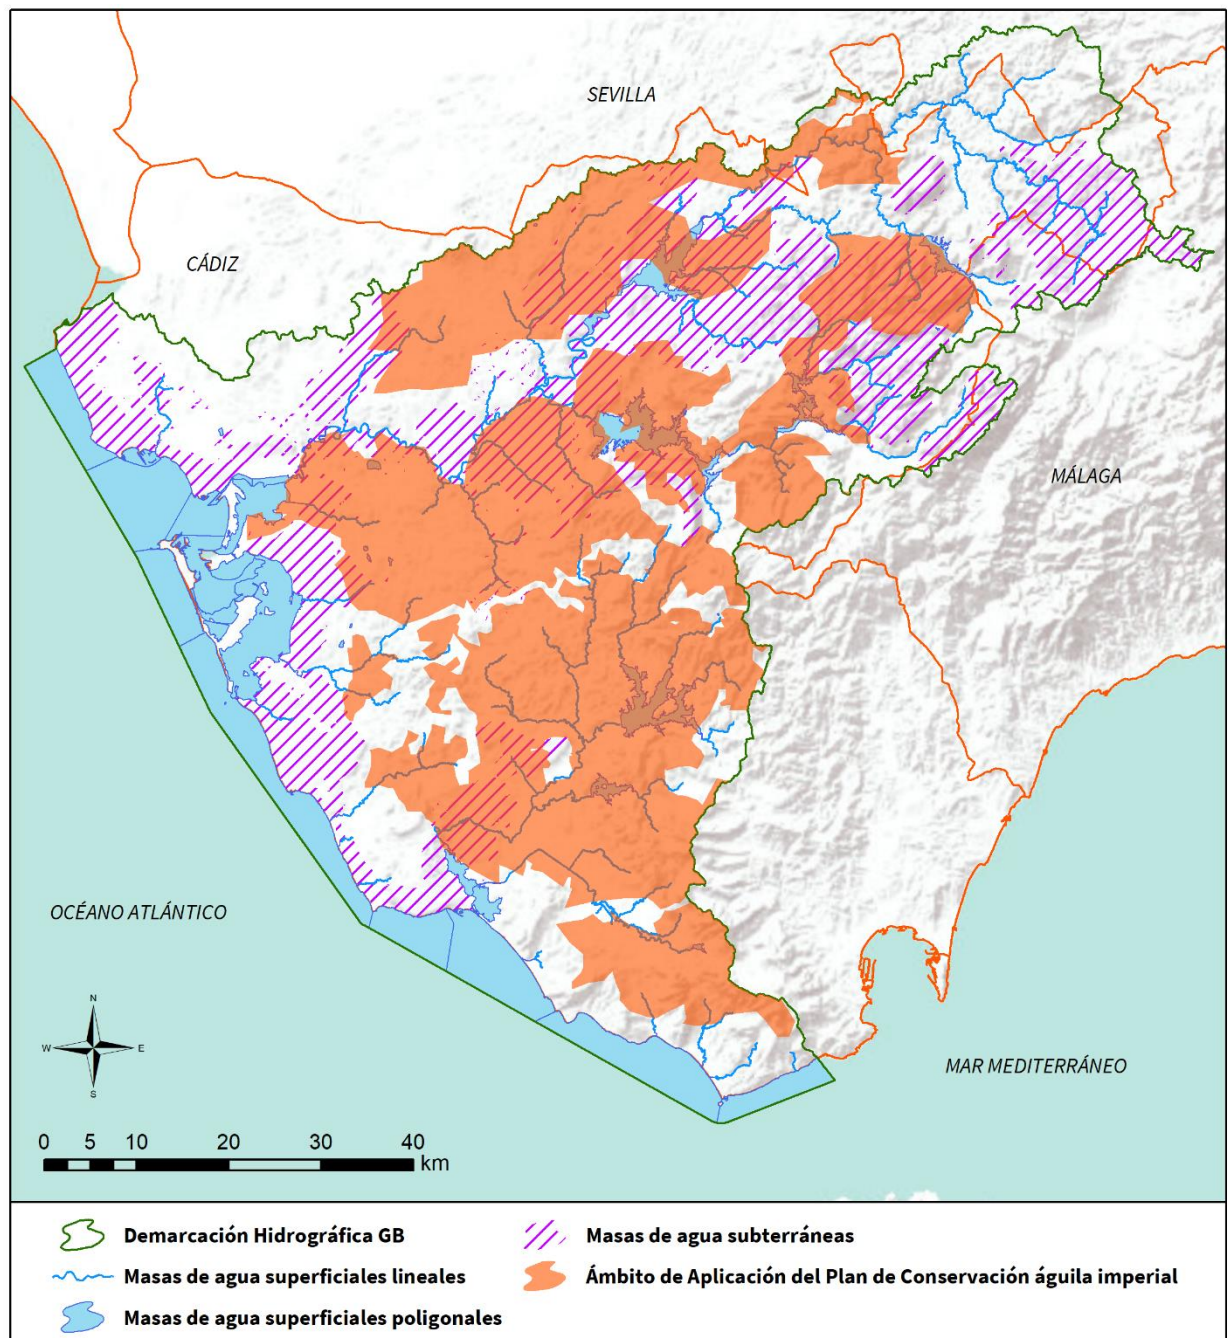 SEVILLA
CÁDIZ
MÁLAGA
OCÉANO ATLÁNTICO
N
W E
S
MAR MEDITERRÁNEO
0 5 10 20 30 40
km
Demarcación Hidrográfica GB
Masas de agua subterráneas
Masas de agua superficiales lineales
Ámbito de Aplicación del Plan de Conservación águila imperial
Masas de agua superficiales poligonales